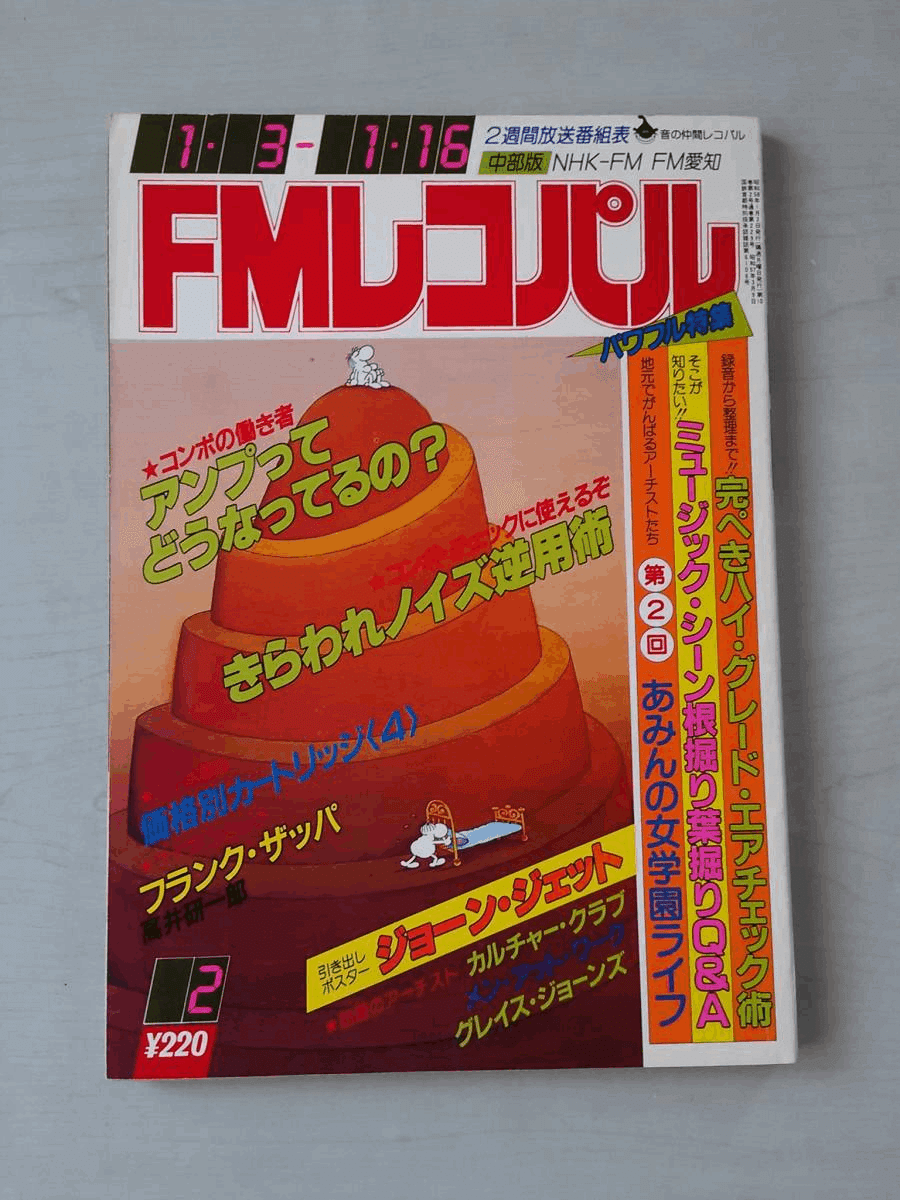 1・3-1・16
2週間放送番組表
音の仲間レコパル
中部版 NHK-FM FM愛知
FMレコパル
パワフル特集
録音から整理まで!!完ぺきハイ・グレード・エアチェック術
そこが知りたい!!ミュージック・シーン根掘り葉掘りQ&A
地元でがんばるアーチストたち 第2回 あみんの女学園ライフ
★コンポの働き者
アンプって
どうなってるの?
きらわれノイズ逆用術
価格別カートリッジ〈4〉
フランク・ザッパ
高井研一郎
引き出し
ポスター
ジョーン・ジェット
カルチャー・クラブ
メン・アット・ワーク
グレイス・ジョーンズ
2
¥220